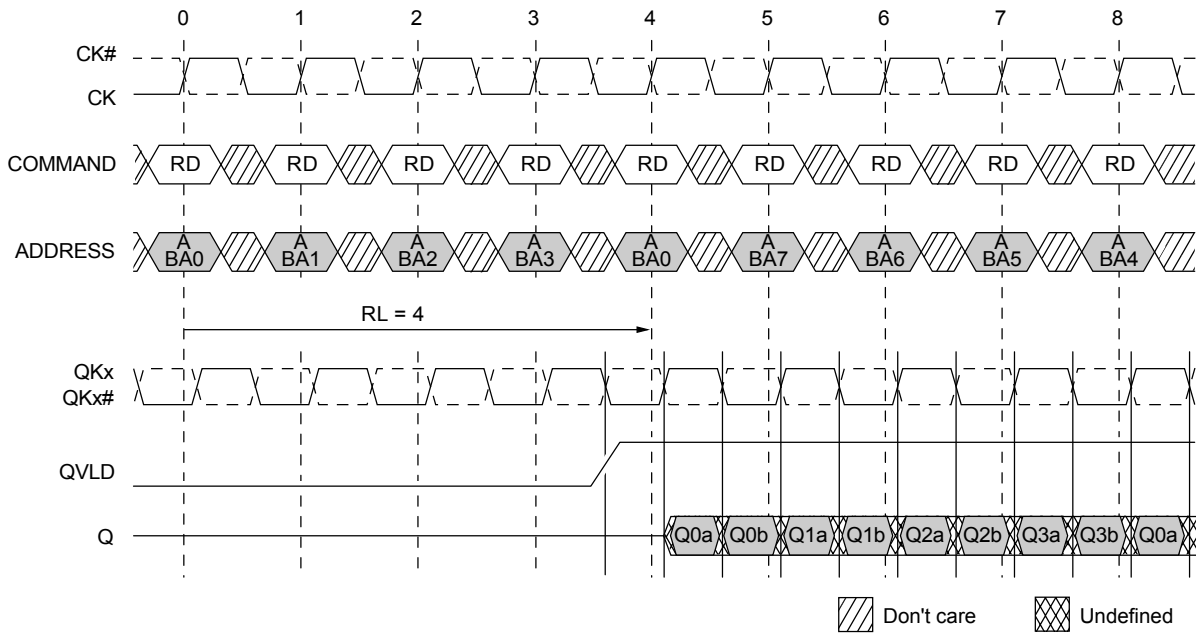 0 1 2 3 4 5 6 7 8
CK#
CK
COMMAND RD RD RD RD RD RD RD RD RD
ADDRESS A A A A A A A A A
BA0 BA1 BA2 BA3 BA0 BA7 BA6 BA5 BA4
RL = 4
QKx
QKx#
QVLD
Q Q0a Q0b Q1a Q1b Q2a Q2b Q3a Q3b Q0a
Don't care Undefined